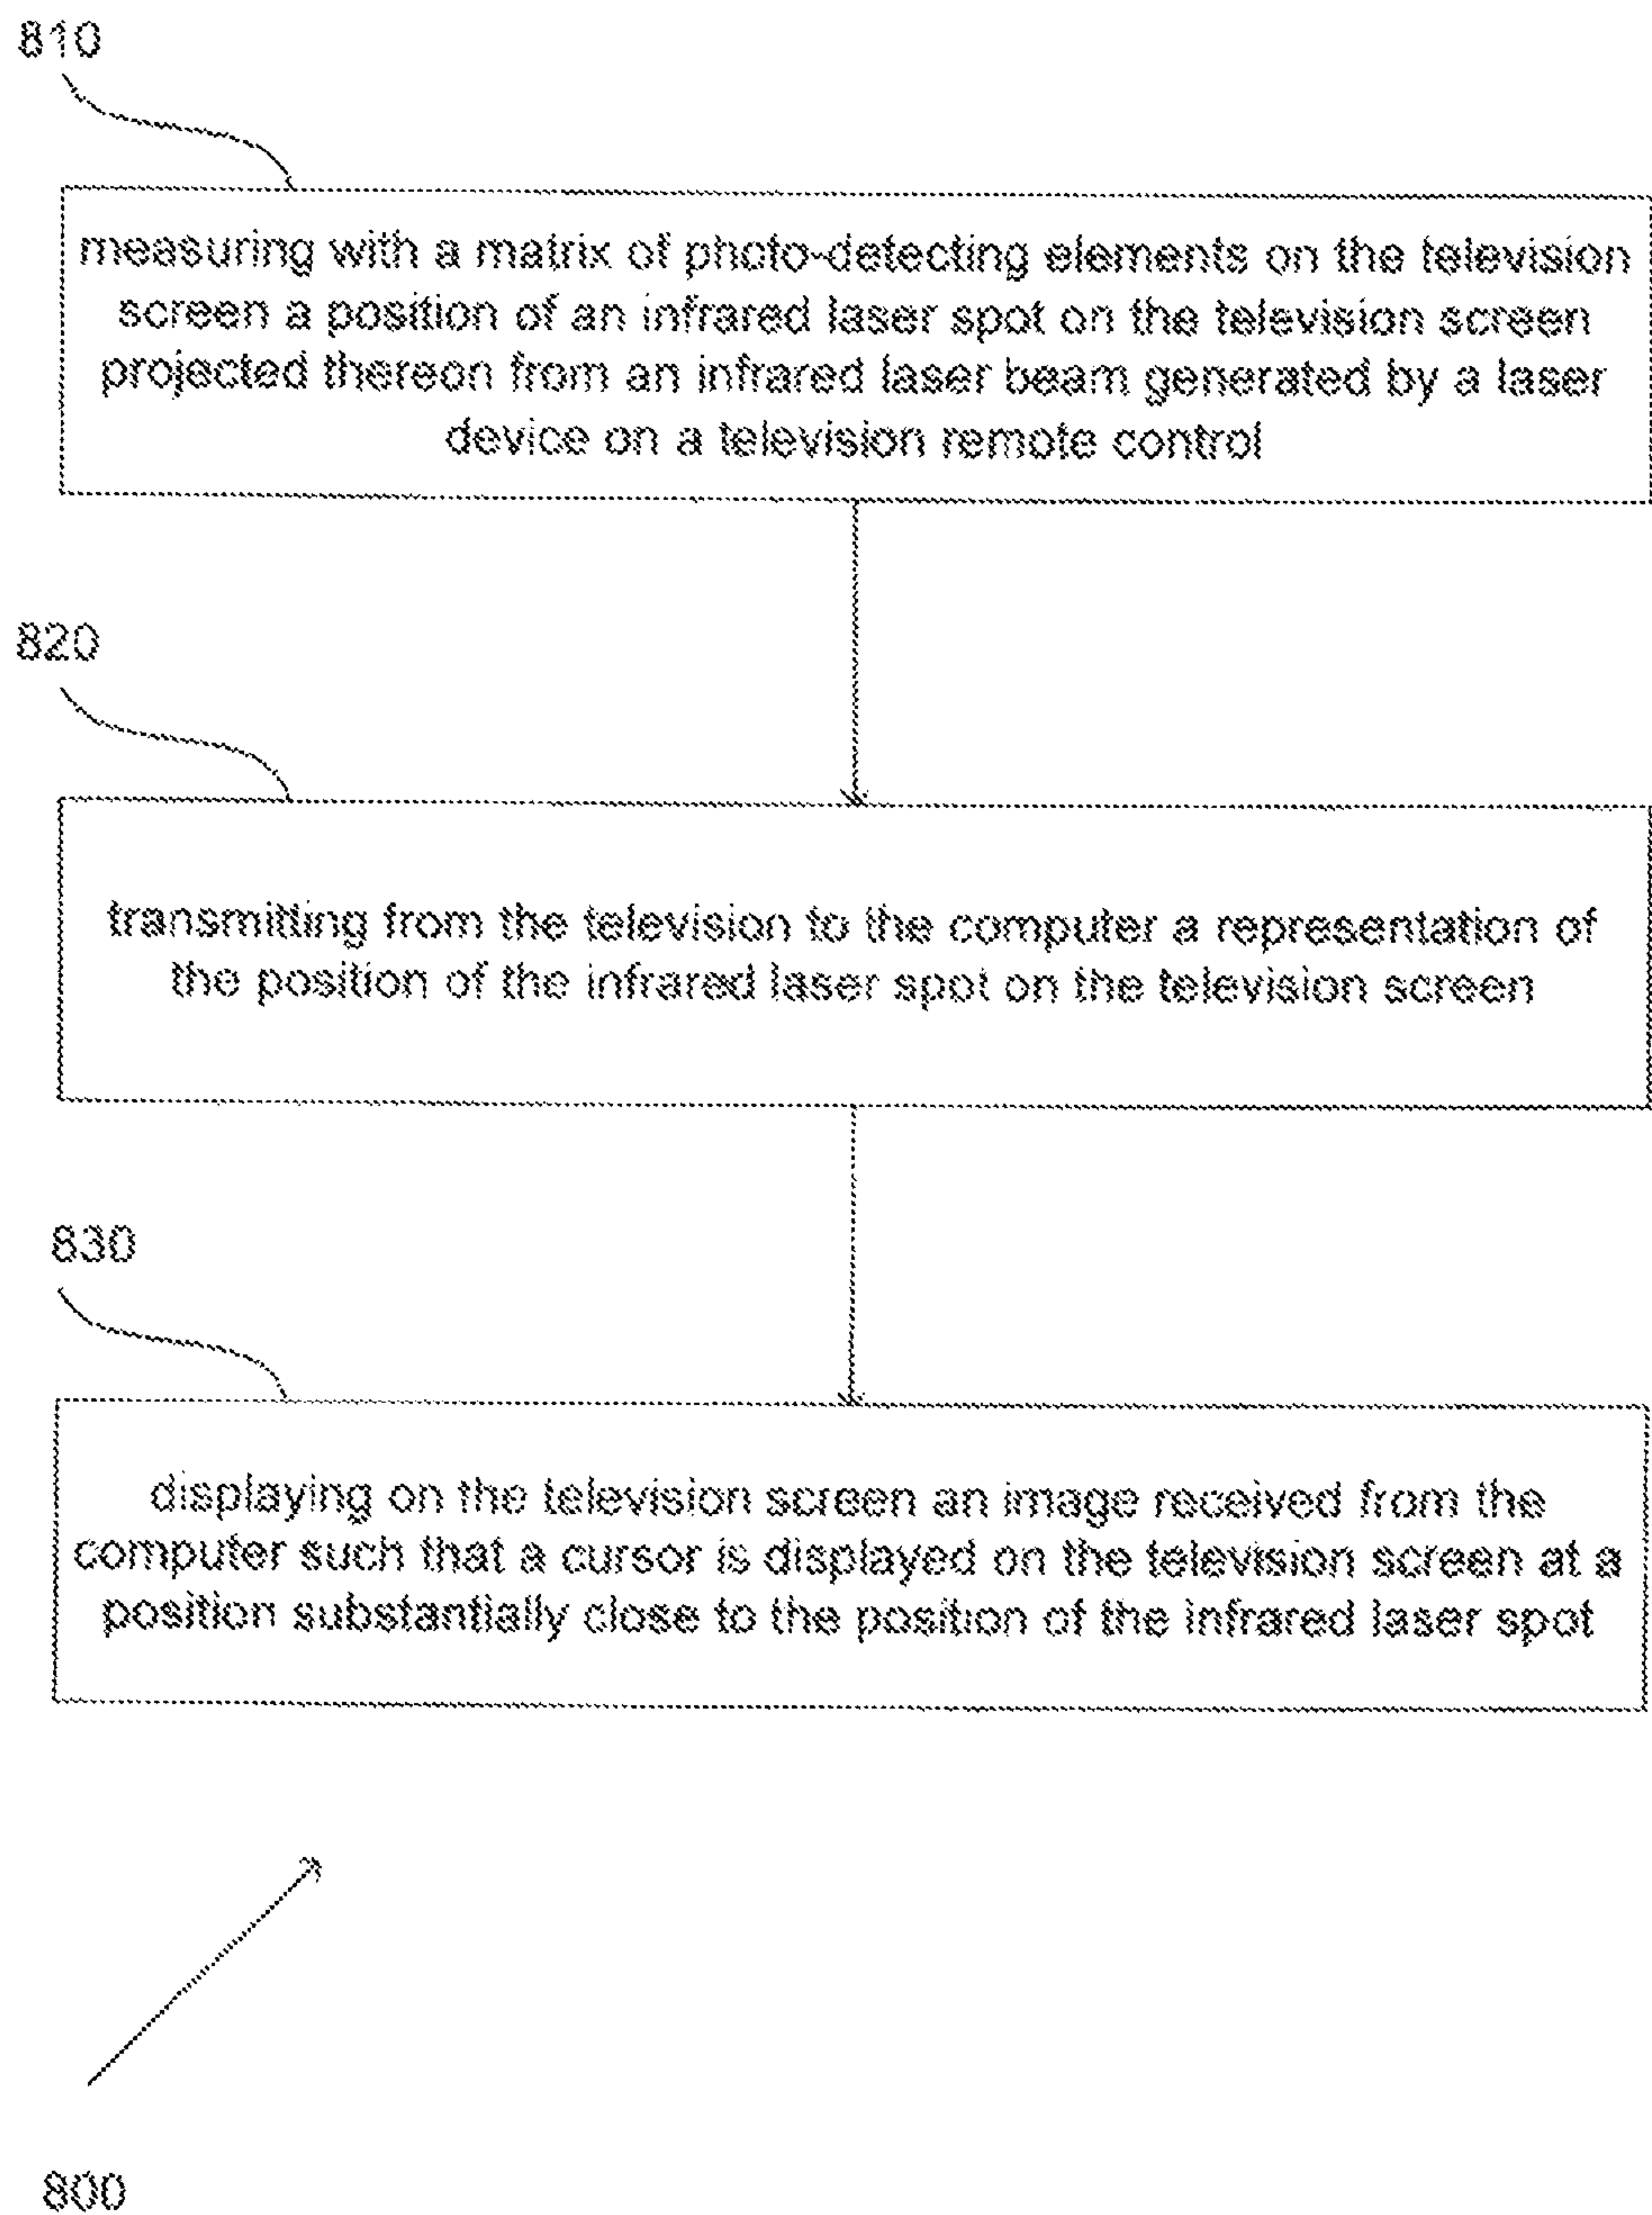 810
measuring with a matrix of photo-detecting elements on the television
screen a position of an infrared laser spot on the television screen
projected thereon from an infrared laser beam generated by a laser
device on a television remote control
820
transmitting from the television to the computer a representation of
the position of the infrared laser spot on the television screen
830
displaying on the television screen an image received from the
computer such that a cursor is displayed on the television screen at a
position substantially close to the position of the infrared laser spot
800